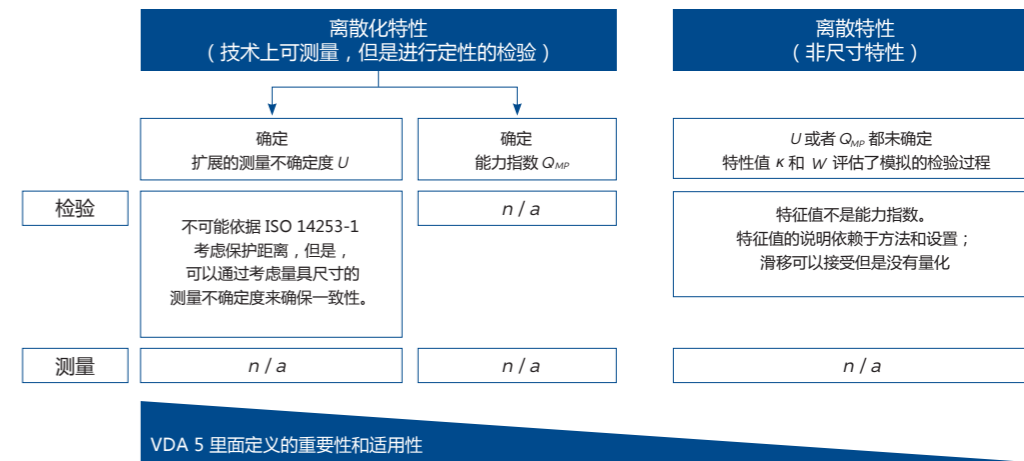 离散化特性
（技术上可测量，但是进行定性的检验）
离散特性
（非尺寸特性）
确定
扩展的测量不确定度 U
确定
能力指数 Q_MP
U 或者 Q_MP 都未确定
特性值 κ 和 W 评估了模拟的检验过程
检验
不可能依据 ISO 14253-1
考虑保护距离，但是，
可以通过考虑量具尺寸的
测量不确定度来确保一致性。
n / a
特征值不是能力指数。
特征值的说明依赖于方法和设置；
滑移可以接受但是没有量化
测量
n / a
n / a
n / a
VDA 5 里面定义的重要性和适用性